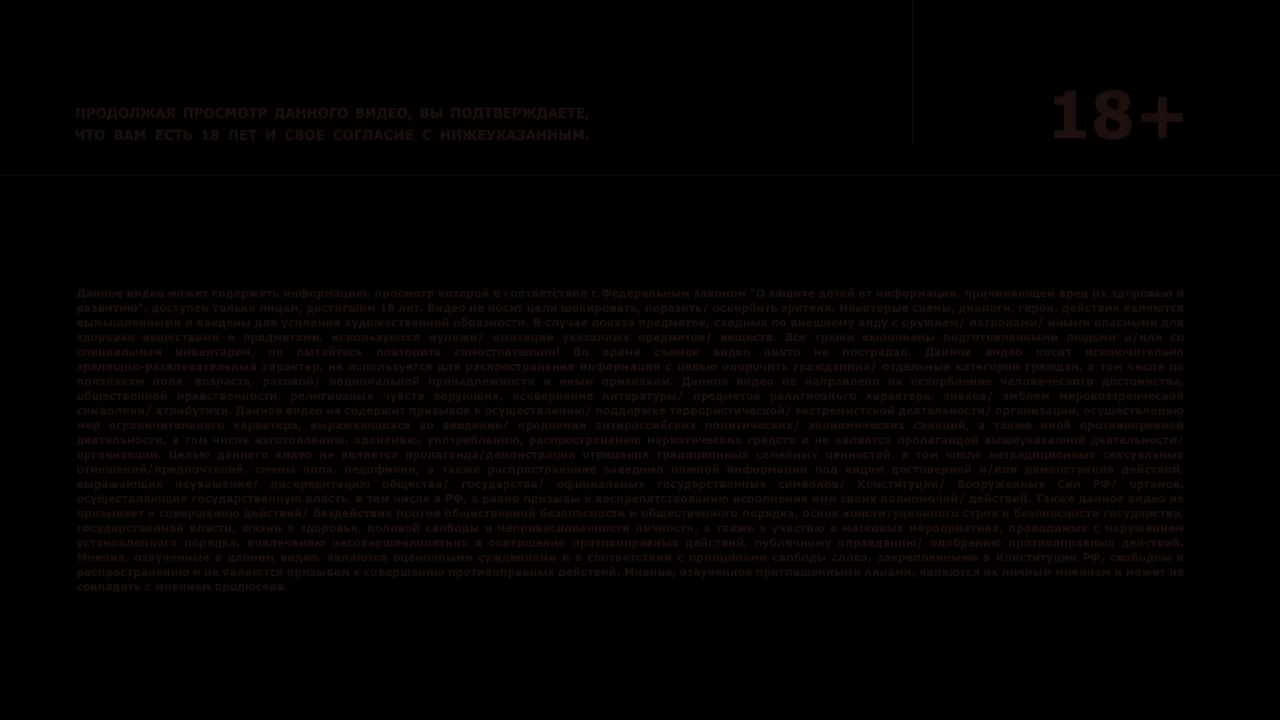 ПРОДОЛЖАЯ ПРОСМОТР ДАННОГО ВИДЕО, ВЫ ПОДТВЕРЖДАЕТЕ,
ЧТО ВАМ ЕСТЬ 18 ЛЕТ И СВОЕ СОГЛАСИЕ С НИЖЕУКАЗАННЫМ.
18+
Данное видео может содержать информацию, просмотр которой в соответствие с Федеральным законом "О защите детей от информации, причиняющей вред их здоровью и
развитию", доступен только лицам, достигшим 18 лет. Видео не носит цели шокировать, поразить/ оскорбить зрителя. Некоторые сцены, диалоги, герои, действия являются
вымышленными и введены для усиления художественной образности. В случае показа предметов, сходных по внешнему виду с оружием/ патронами/ иными опасными для
здоровья веществами и предметами, используются муляжи/ имитации указанных предметов/ веществ. Все трюки выполнены подготовленными людьми и/или со
специальным инвентарем, не пытайтесь повторить самостоятельно! Во время съемок видео никто не пострадал. Данное видео носит исключительно
зрелищно-развлекательный характер, не используется для распространения информации с целью опорочить гражданина/ отдельные категории граждан, в том числе по
признакам пола, возраста, расовой/ национальной принадлежности и иным признакам. Данное видео не направлено на оскорбление человеческого достоинства,
общественной нравственности, религиозных чувств верующих, осквернение литературы/ предметов религиозного характера, знаков/ эмблем мировоззренческой
символики/ атрибутики. Данное видео не содержит призывов к осуществлению/ поддержке террористической/ экстремистской деятельности/ организации, осуществлению
мер ограничительного характера, выражающихся во введении/ продлении антироссийских политических/ экономических санкций, а также иной противоправной
деятельности, в том числе изготовлению, хранению, употреблению, распространению наркотических средств и не является пропагандой вышеуказанной деятельности/
организации. Целью данного видео не является пропаганда/демонстрация отрицания традиционных семейных ценностей, в том числе нетрадиционных сексуальных
отношений/предпочтений, смены пола, педофилии, а также распространение заведомо ложной информации под видом достоверной и/или демонстрация действий,
выражающих неуважение/ дискредитацию общества/ государства/ официальных государственных символов/ Конституции/ Вооруженных Сил РФ/ органов,
осуществляющих государственную власть, в том числе в РФ, а равно призывы к воспрепятствованию исполнения ими своих полномочий/ действий. Также данное видео не
призывает к совершению действий/ бездействия против общественной безопасности и общественного порядка, основ конституционного строя и безопасности государства,
государственной власти, жизни и здоровья, половой свободы и неприкосновенности личности, а также к участию в массовых мероприятиях, проводимых с нарушением
установленного порядка, вовлечению несовершеннолетних в совершение противоправных действий, публичному оправданию/ одобрению противоправных действий.
Мнения, озвученные в данном видео, являются оценочными суждениями и в соответствии с принципами свободы слова, закрепленными в Конституции РФ, свободны к
распространению и не являются призывом к совершению противоправных действий. Мнение, озвученное приглашенными лицами, являются их личным мнением и может не
совпадать с мнением продюсера.